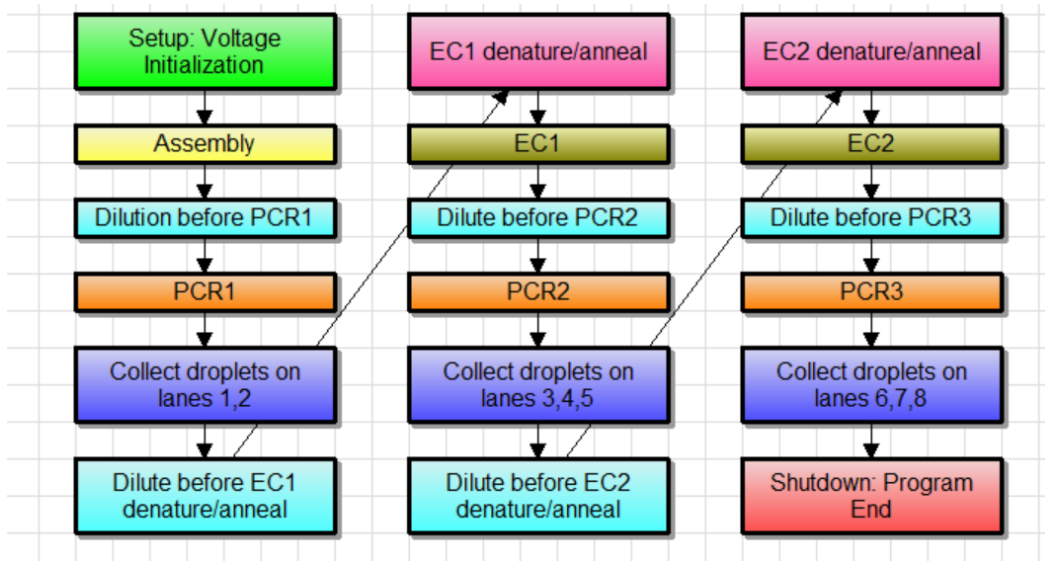 Setup: Voltage
Initialization
Assembly
Dilution before PCR1
PCR1
Collect droplets on
lanes 1,2
Dilute before EC1
denature/anneal
EC1 denature/anneal
EC1
Dilute before PCR2
PCR2
Collect droplets on
lanes 3,4,5
Dilute before EC2
denature/anneal
EC2 denature/anneal
EC2
Dilute before PCR3
PCR3
Collect droplets on
lanes 6,7,8
Shutdown: Program
End